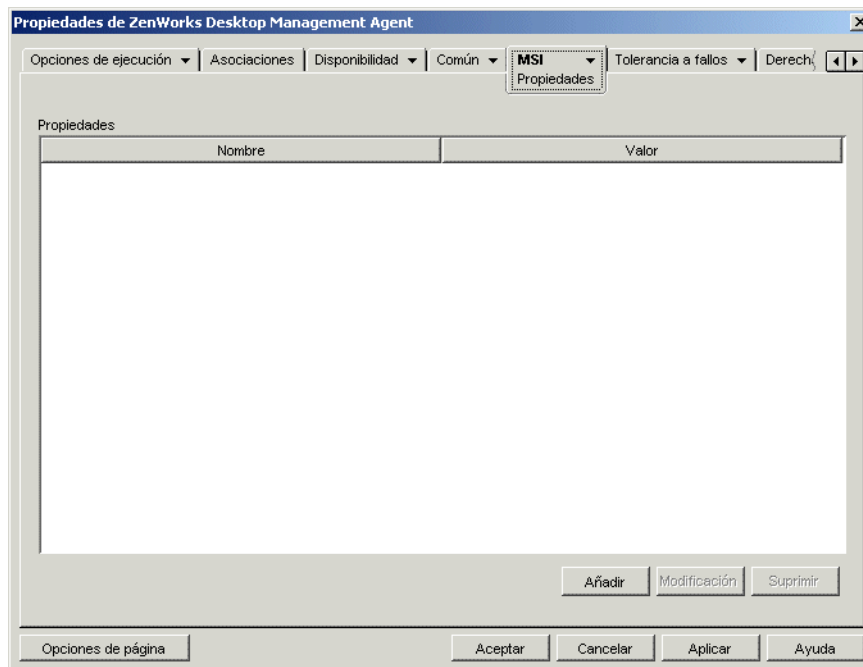 Propiedades de ZenWorks Desktop Management Agent
Opciones de ejecución Asociaciones Disponibilidad Común MSI Tolerancia a fallos
Propiedades
Propiedades
Nombre Valor
Añadir Modificación Suprimir
Opciones de página Aceptar Cancelar Aplicar Ayuda